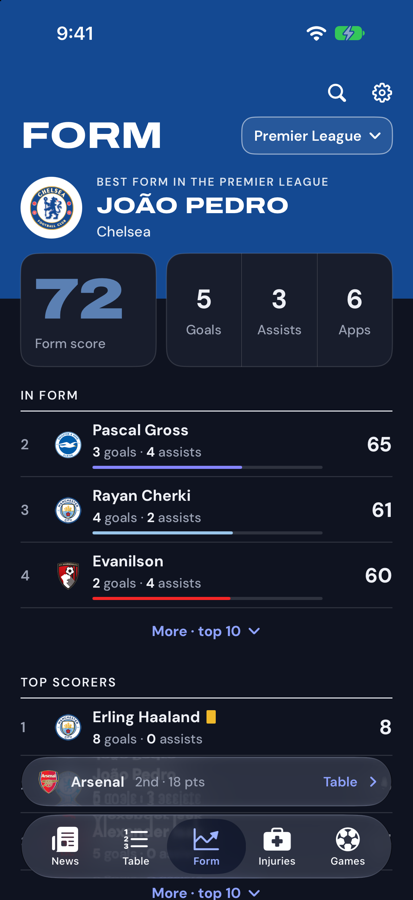 9:41
FORM
Premier League
BEST FORM IN THE PREMIER LEAGUE
JOÃO PEDRO
Chelsea
72
Form score
5
Goals
3
Assists
6
Apps
IN FORM
2 Pascal Gross 65
3 goals · 4 assists
3 Rayan Cherki 61
4 goals · 2 assists
4 Evanilson 60
2 goals · 4 assists
More · top 10
TOP SCORERS
1 Erling Haaland 8
8 goals · 0 assists
João Pedro
Arsenal 2nd · 18 pts Table
News
Table
Form
Injuries
Games
More · top 10